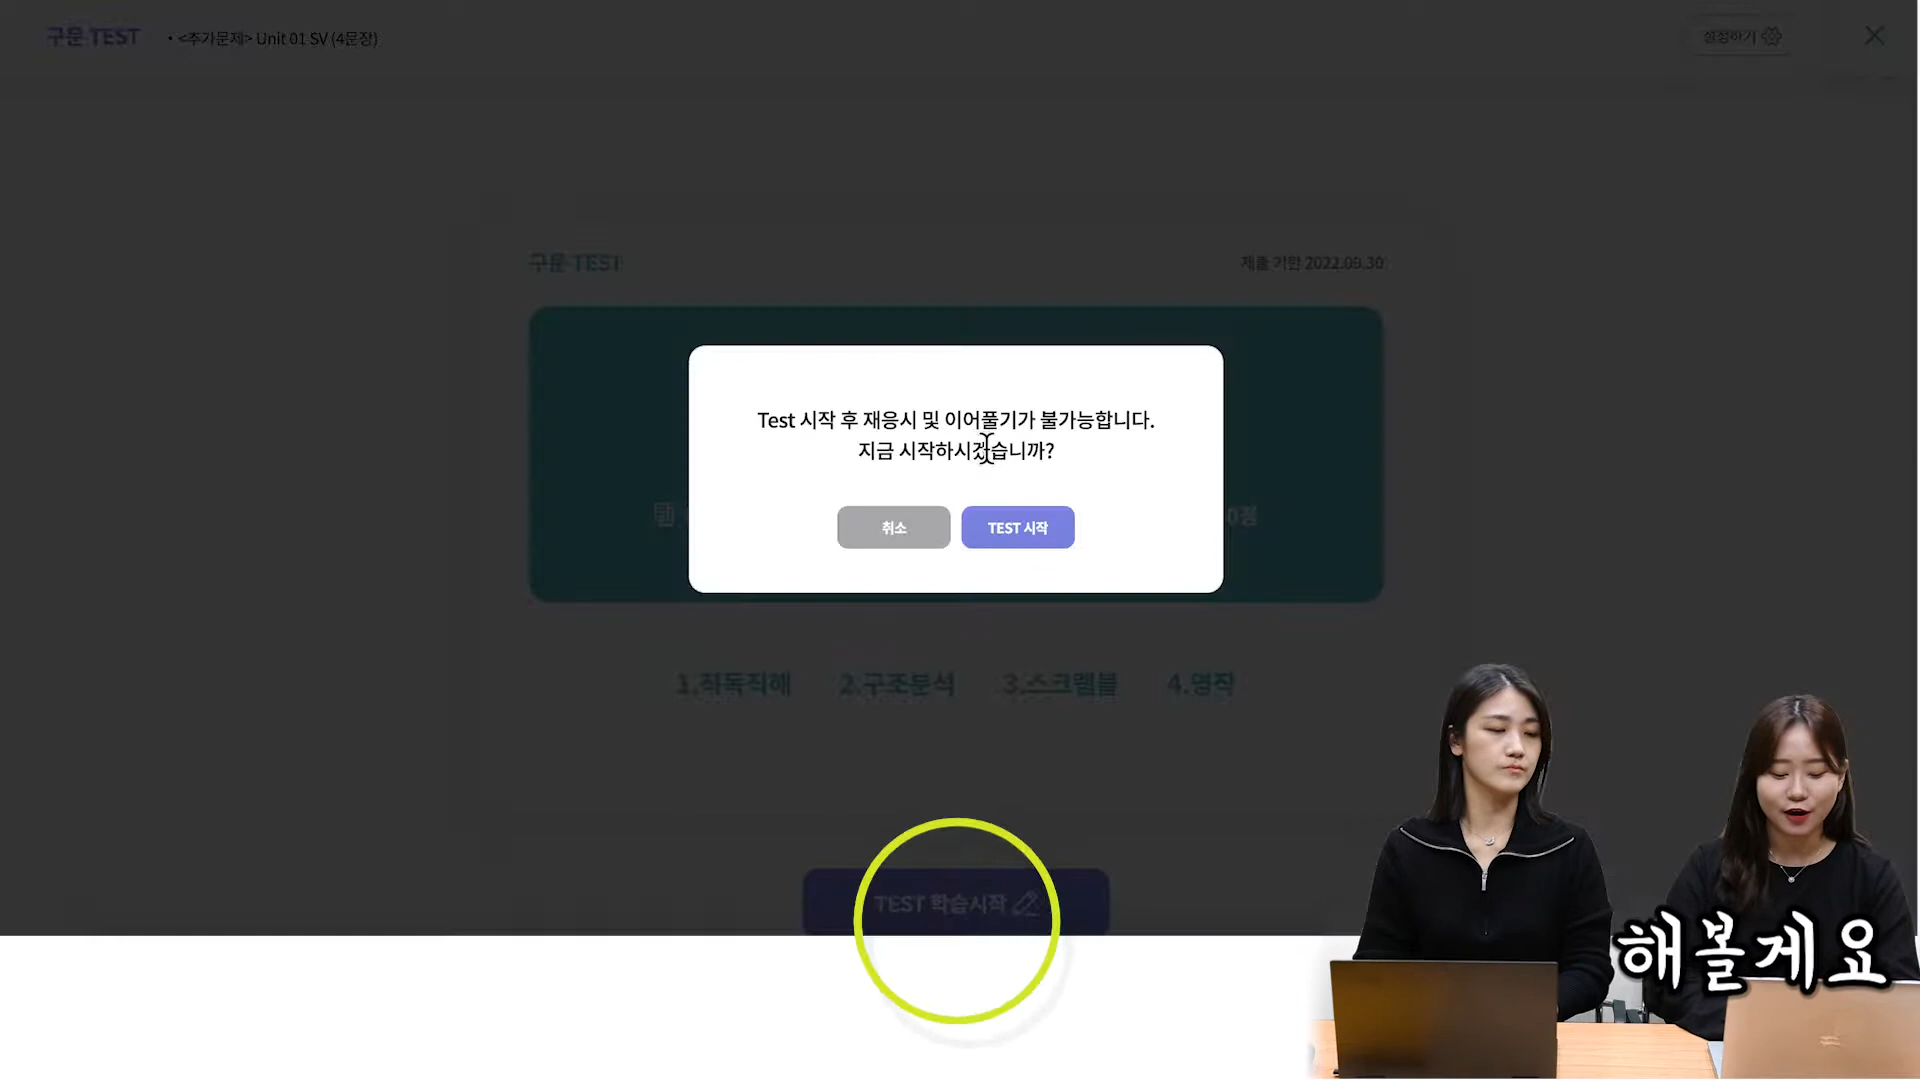 구문 TEST
• <추가문제> Unit 01 SV (4문장)
설정하기
구문 TEST
제출 기한 2022.09.30
Test 시작 후 재응시 및 이어풀기가 불가능합니다.
지금 시작하시겠습니까?
0점
취소
TEST 시작
1.직독직해
2.구조분석
3.스크램블
4.영작
TEST 학습시작
해볼게요